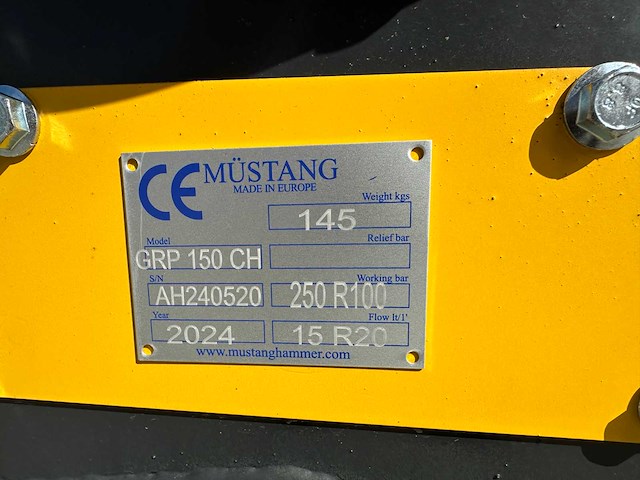 CE MÜSTANG
MADE IN EUROPE
Weight kgs
145
Model
Relief bar
GRP 150 CH
S/N
Working bar
AH240520
250 R100
Year
Flow lt/1'
2024
15 R20
www.mustanghammer.com